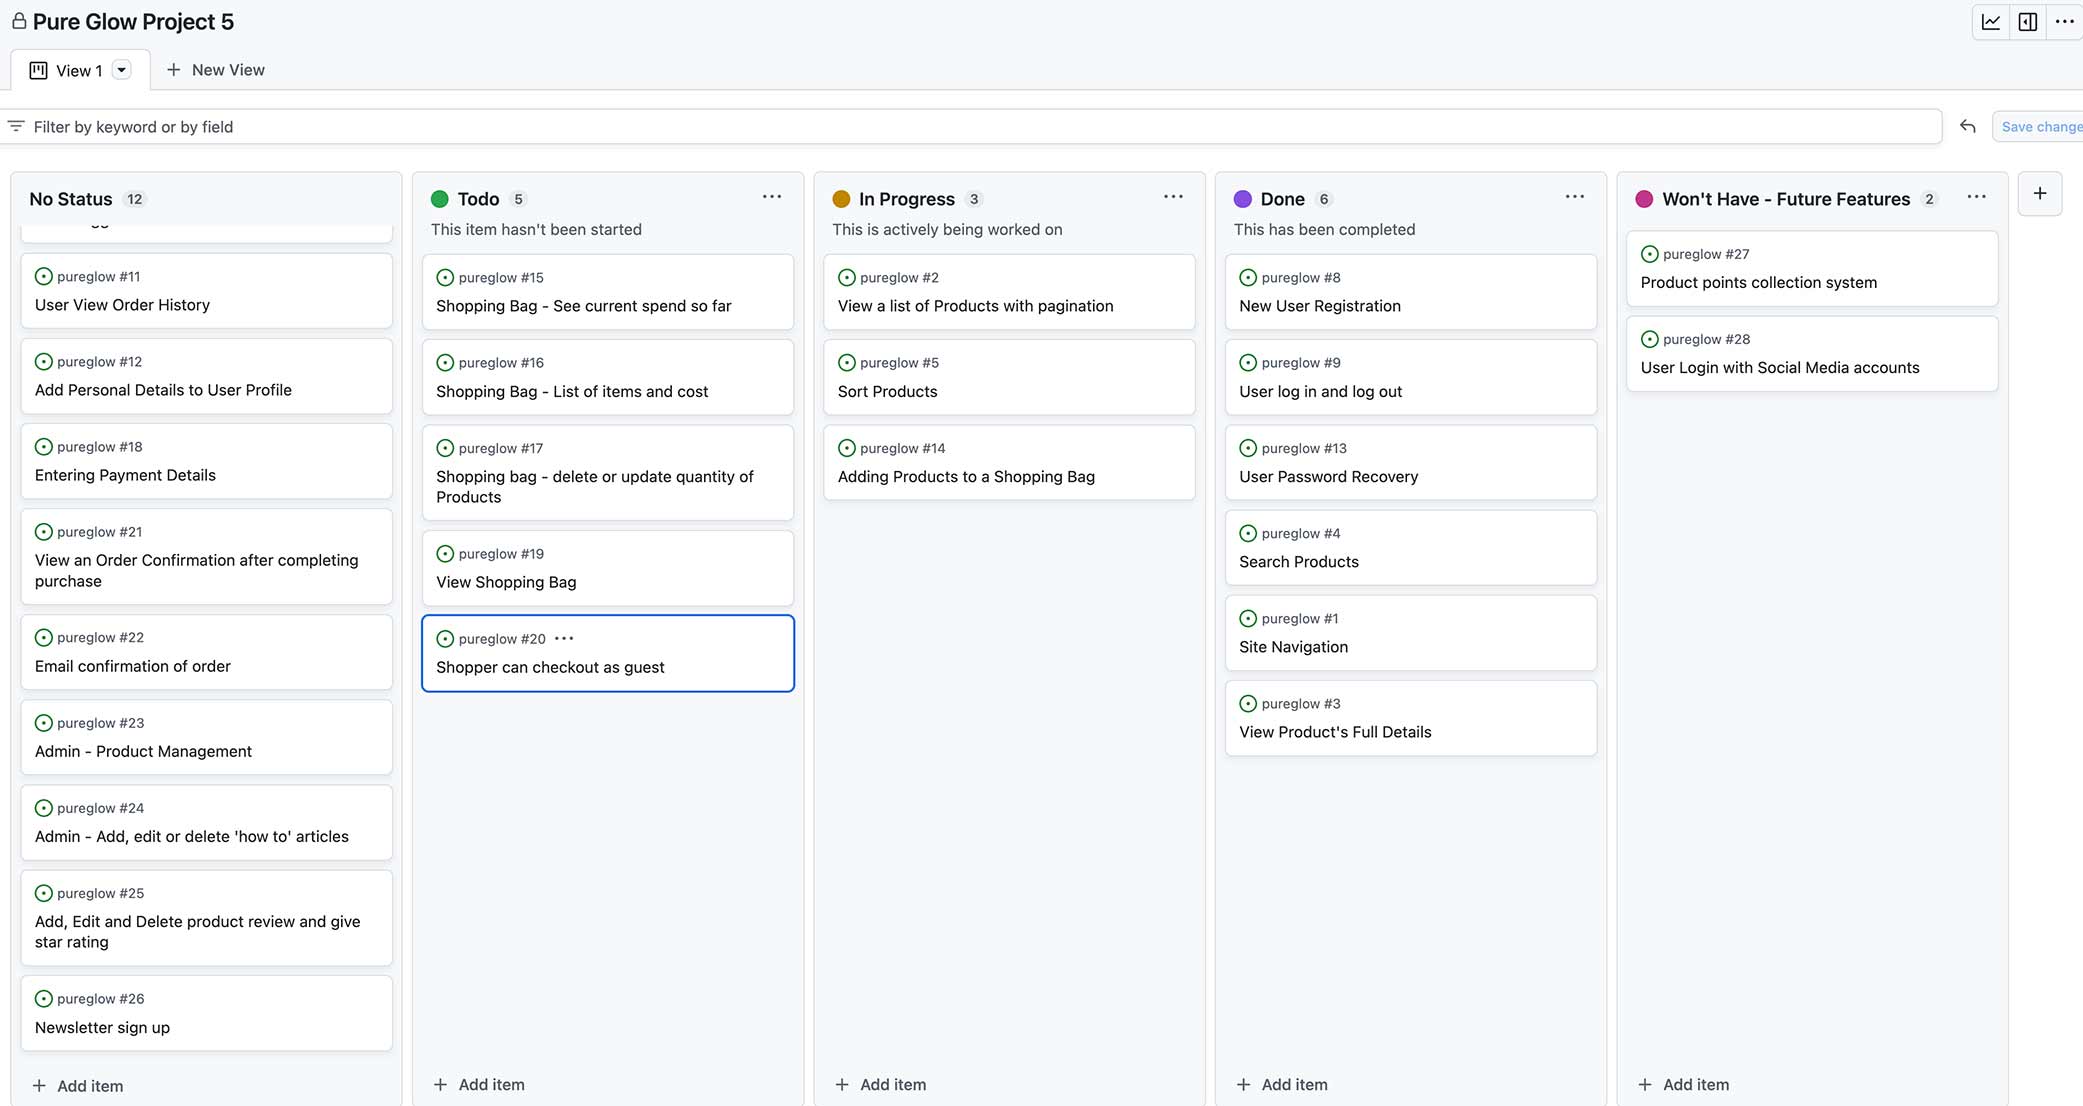 Pure Glow Project 5
View 1
New View
Filter by keyword or by field
Save change
No Status 12
pureglow #11
User View Order History
pureglow #12
Add Personal Details to User Profile
pureglow #18
Entering Payment Details
pureglow #21
View an Order Confirmation after completing
purchase
pureglow #22
Email confirmation of order
pureglow #23
Admin - Product Management
pureglow #24
Admin - Add, edit or delete 'how to' articles
pureglow #25
Add, Edit and Delete product review and give
star rating
pureglow #26
Newsletter sign up
Add item
Todo 5
This item hasn't been started
pureglow #15
Shopping Bag - See current spend so far
pureglow #16
Shopping Bag - List of items and cost
pureglow #17
Shopping bag - delete or update quantity of
Products
pureglow #19
View Shopping Bag
pureglow #20
Shopper can checkout as guest
Add item
In Progress 3
This is actively being worked on
pureglow #2
View a list of Products with pagination
pureglow #5
Sort Products
pureglow #14
Adding Products to a Shopping Bag
Add item
Done 6
This has been completed
pureglow #8
New User Registration
pureglow #9
User log in and log out
pureglow #13
User Password Recovery
pureglow #4
Search Products
pureglow #1
Site Navigation
pureglow #3
View Product's Full Details
Add item
Won't Have - Future Features 2
pureglow #27
Product points collection system
pureglow #28
User Login with Social Media accounts
Add item